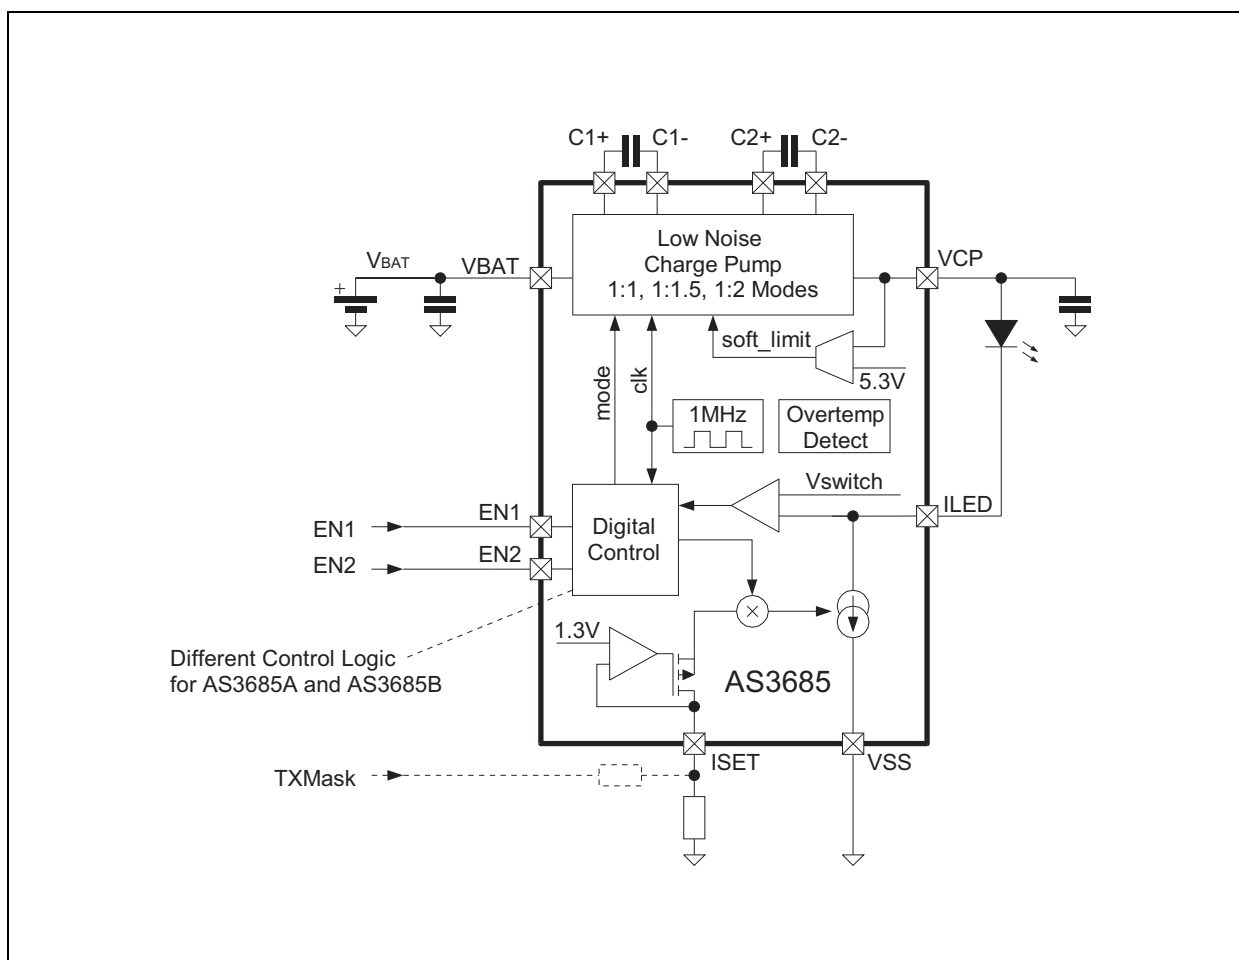 C1+ C1- C2+ C2-
Low Noise
Charge Pump
1:1, 1:1.5, 1:2 Modes
VBAT
VBAT
VCP
+
soft_limit
5.3V
mode
clk
1MHz
Overtemp
Detect
Vswitch
ILED
EN1
EN1
EN2
EN2
Digital
Control
1.3V
Different Control Logic
for AS3685A and AS3685B
AS3685
ISET
VSS
TXMask